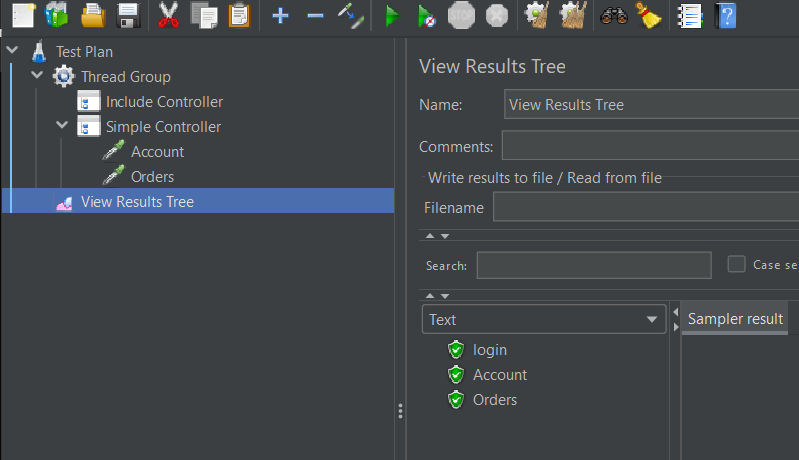 Test Plan
Thread Group
Include Controller
Simple Controller
Account
Orders
View Results Tree
View Results Tree
Name: View Results Tree
Comments:
Write results to file / Read from file
Filename
Search: Case se
Text
Sampler result
login
Account
Orders